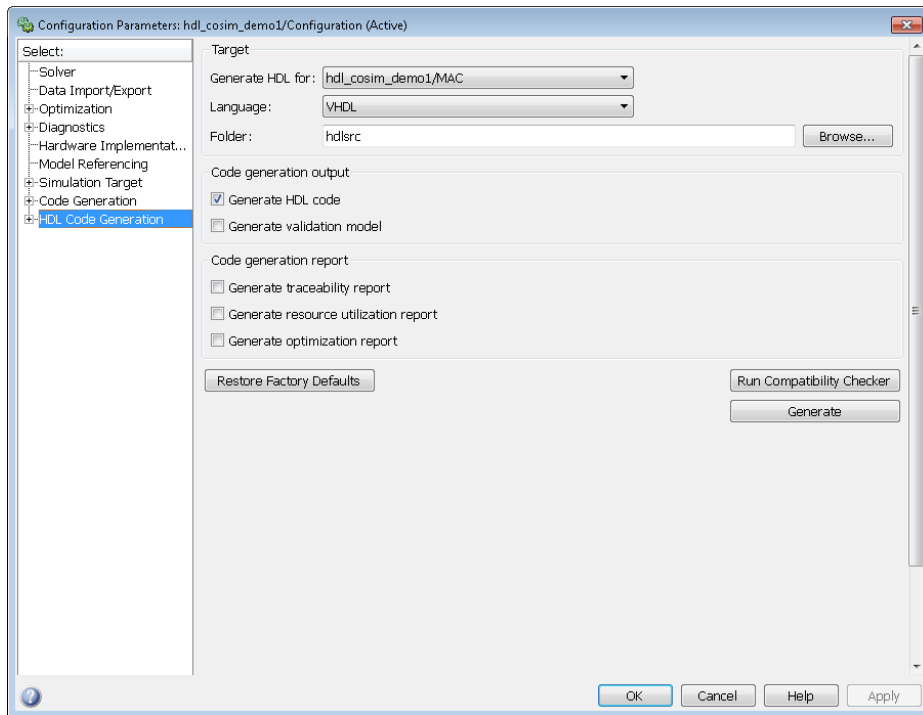 Configuration Parameters: hdl_cosim_demo1/Configuration (Active)
Select:
Solver
Data Import/Export
Optimization
Diagnostics
Hardware Implementat...
Model Referencing
Simulation Target
Code Generation
HDL Code Generation
Target
Generate HDL for: hdl_cosim_demo1/MAC
Language: VHDL
Folder: hdlsrc Browse...
Code generation output
Generate HDL code
Generate validation model
Code generation report
Generate traceability report
Generate resource utilization report
Generate optimization report
Restore Factory Defaults Run Compatibility Checker
Generate
OK Cancel Help Apply